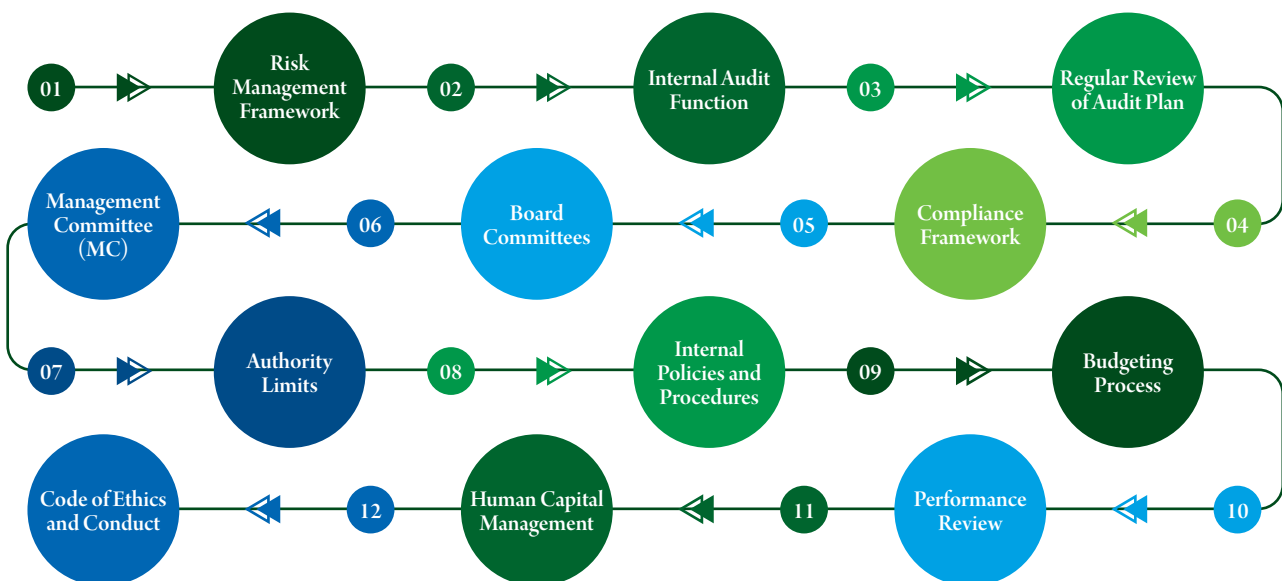 01
Risk
Management
Framework
02
Internal Audit
Function
03
Regular Review
of Audit Plan
04
Compliance
Framework
05
Board
Committees
06
Management
Committee
(MC)
07
Authority
Limits
08
Internal
Policies and
Procedures
09
Budgeting
Process
10
Performance
Review
11
Human Capital
Management
12
Code of Ethics
and Conduct